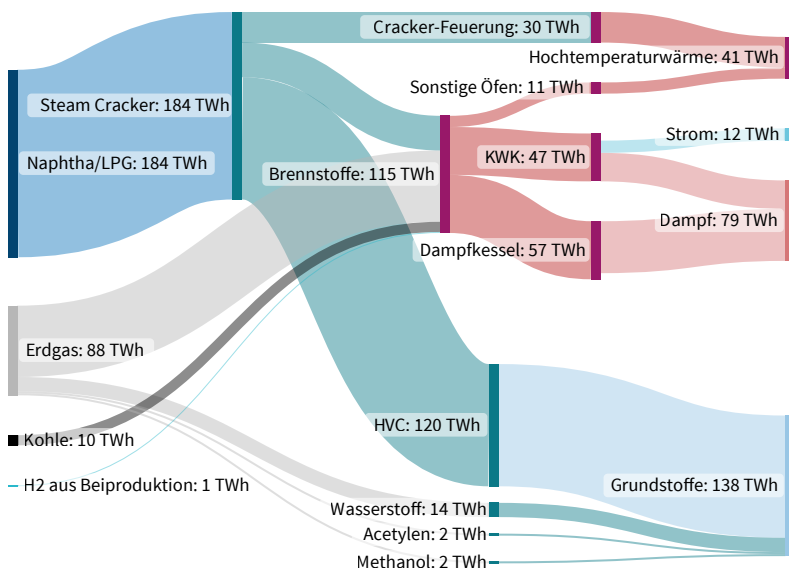 Cracker-Feuerung: 30 TWh
Hochtemperaturwärme: 41 TWh
Sonstige Öfen: 11 TWh
Steam Cracker: 184 TWh
Strom: 12 TWh
Naphtha/LPG: 184 TWh
KWK: 47 TWh
Brennstoffe: 115 TWh
Dampf: 79 TWh
Dampfkessel: 57 TWh
Erdgas: 88 TWh
HVC: 120 TWh
Kohle: 10 TWh
H2 aus Beiproduktion: 1 TWh
Grundstoffe: 138 TWh
Wasserstoff: 14 TWh
Acetylen: 2 TWh
Methanol: 2 TWh